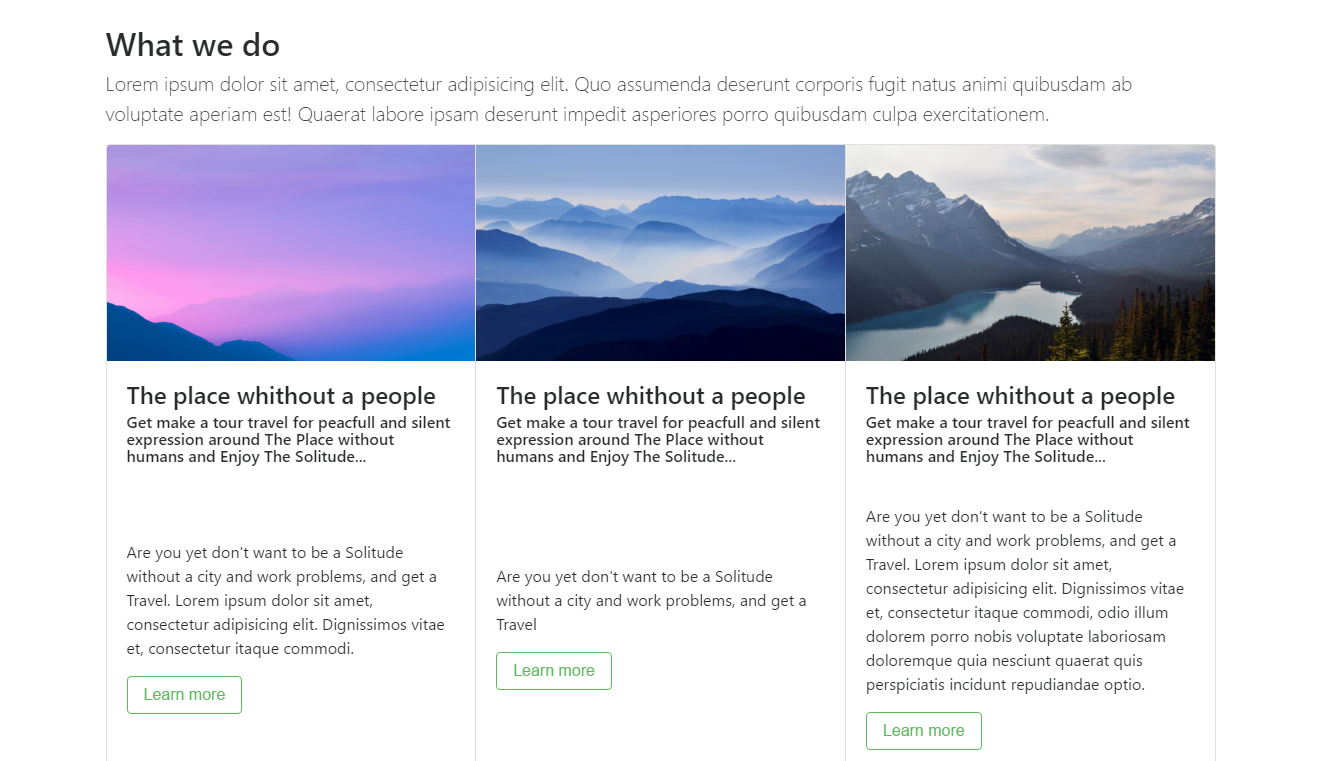 What we do
Lorem ipsum dolor sit amet, consectetur adipisicing elit. Quo assumenda deserunt corporis fugit natus animi quibusdam ab
voluptate aperiam est! Quaerat labore ipsam deserunt impedit asperiores porro quibusdam culpa exercitationem.
The place whithout a people
Get make a tour travel for peacfull and silent
expression around The Place without
humans and Enjoy The Solitude...
Are you yet don't want to be a Solitude
without a city and work problems, and get a
Travel. Lorem ipsum dolor sit amet,
consectetur adipisicing elit. Dignissimos vitae
et, consectetur itaque commodi.
Learn more
The place whithout a people
Get make a tour travel for peacfull and silent
expression around The Place without
humans and Enjoy The Solitude...
Are you yet don't want to be a Solitude
without a city and work problems, and get a
Travel
Learn more
The place whithout a people
Get make a tour travel for peacfull and silent
expression around The Place without
humans and Enjoy The Solitude...
Are you yet don't want to be a Solitude
without a city and work problems, and get a
Travel. Lorem ipsum dolor sit amet,
consectetur adipisicing elit. Dignissimos vitae
et, consectetur itaque commodi, odio illum
dolorem porro nobis voluptate laboriosam
doloremque quia nesciunt quaerat quis
perspiciatis incidunt repudiandae optio.
Learn more